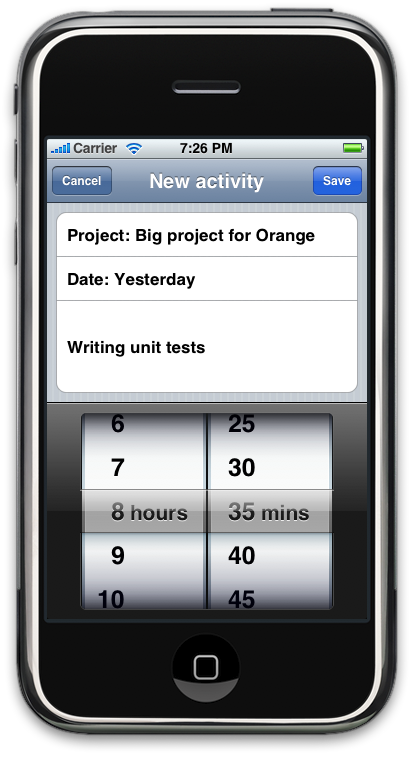 Carrier 7:26 PM
Cancel New activity Save
Project: Big project for Orange
Date: Yesterday
Writing unit tests
6 25
7 30
8 hours 35 mins
9 40
10 45